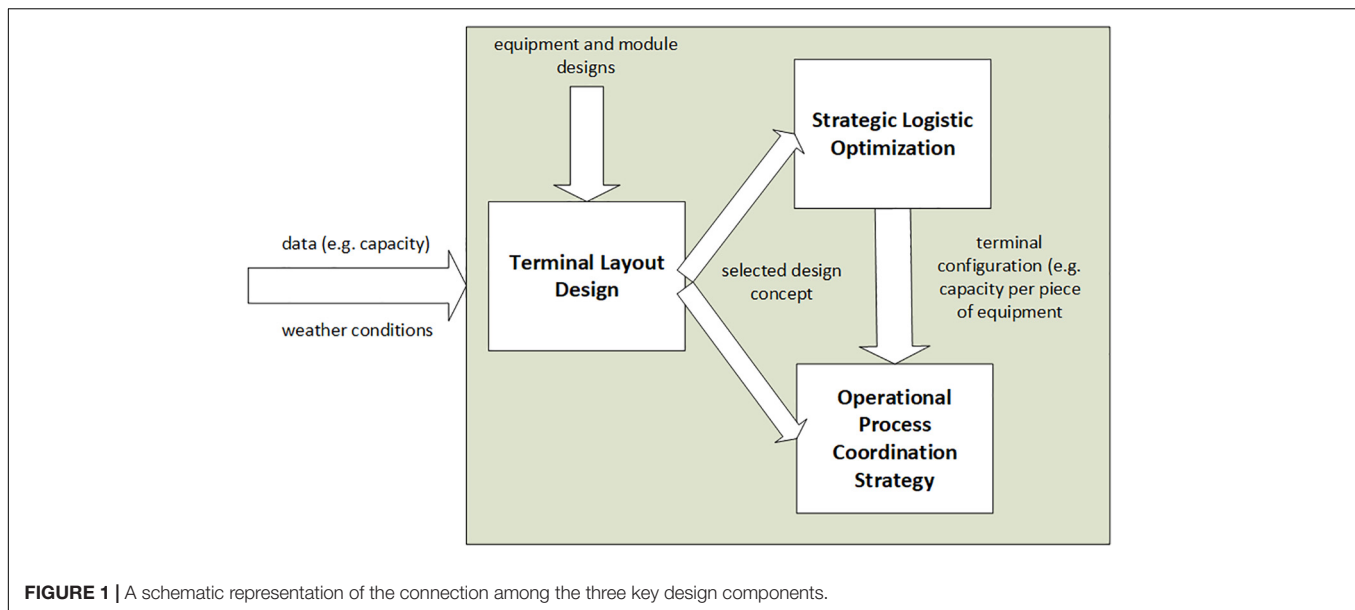 equipment and module
designs
Strategic Logistic
Optimization
data (e.g. capacity)
weather conditions
Terminal Layout
Design
selected design
concept
terminal
configuration (e.g.
capacity per piece
of equipment
Operational
Process
Coordination
Strategy
FIGURE 1 | A schematic representation of the connection among the three key design components.